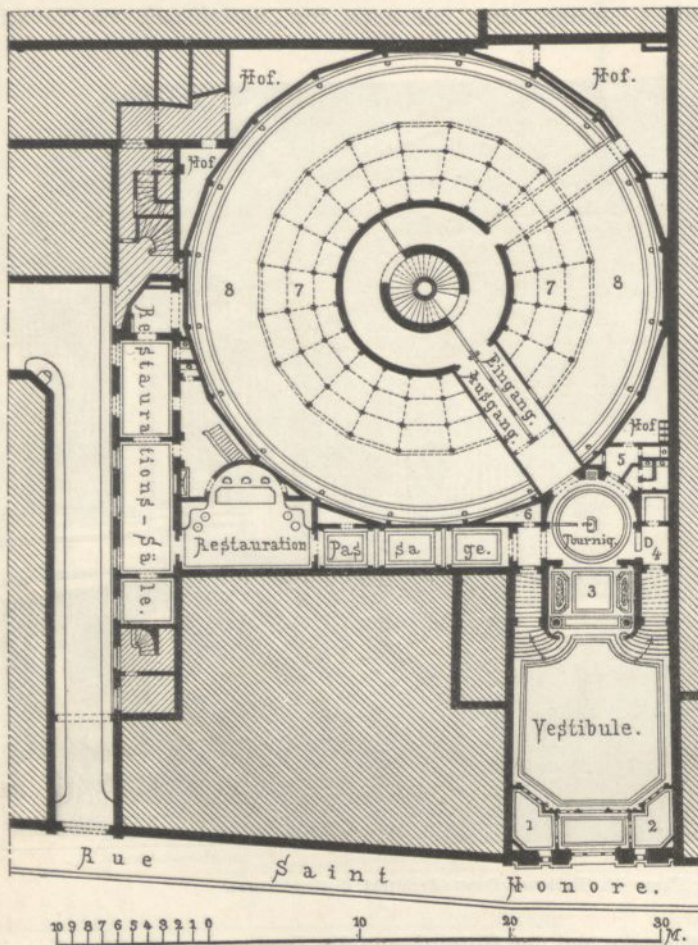 Hof.
Hof.
Hof
8
7
7
8
Eingang.
Ausgang.
Restaurations-Säle.
Hof
5
6
Restauration
Passage.
Tourniq.
D
4
3
Vestibule.
1
2
Rue Saint Honore.
10 9 8 7 6 5 4 3 2 1 0 10 20 30 M.